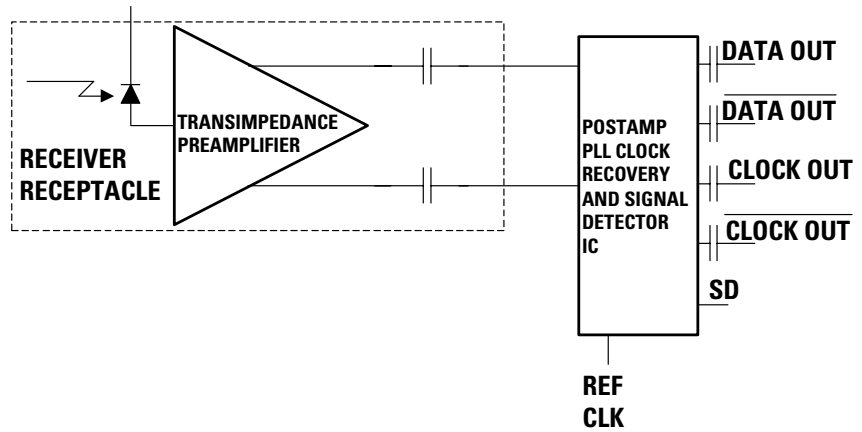 TRANSIMPEDANCE
PREAMPLIFIER
RECEIVER
RECEPTACLE
POSTAMP
PLL CLOCK
RECOVERY
AND SIGNAL
DETECTOR
IC
DATA OUT
DATA OUT
CLOCK OUT
CLOCK OUT
SD
REF
CLK